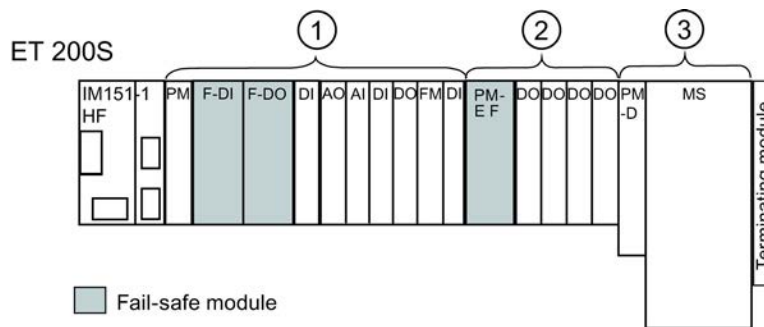 1 2 3
ET 200S
IM151-1 HF
PM
F-DI
F-DO
DI
AO
AI
DI
DO
FM
DI
PM-E F
DO
DO
DO
DO
PM-D
MS
Terminating module
Fail-safe module